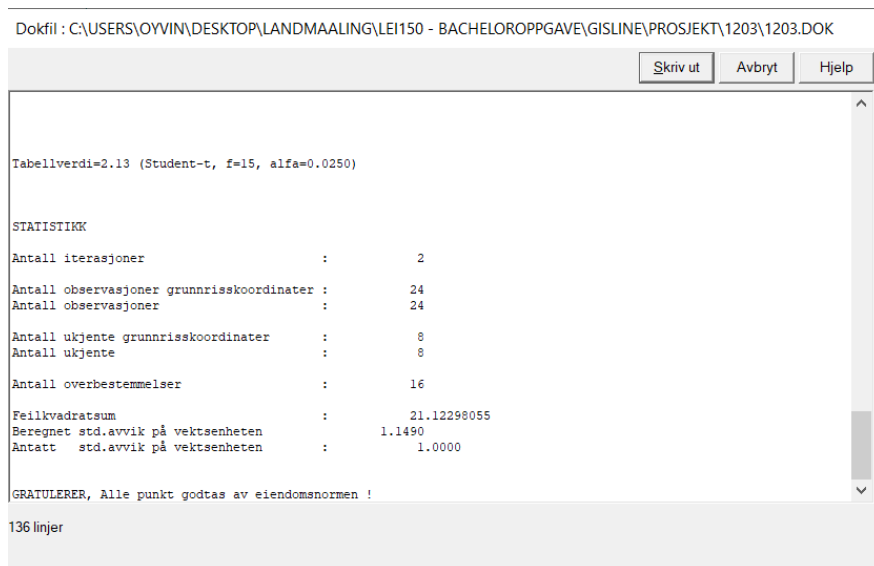 Dokfil : C:\USERS\OYVIN\DESKTOP\LANDMAALING\LEI150 - BACHELOROPPGAVE\GISLINE\PROSJEKT\1203\1203.DOK
Skriv ut Avbryt Hjelp
Tabellverdi=2.13 (Student-t, f=15, alfa=0.0250)
STATISTIKK
Antall iterasjoner : 2
Antall observasjoner grunnrisskoordinater : 24
Antall observasjoner : 24
Antall ukjente grunnrisskoordinater : 8
Antall ukjente : 8
Antall overbestemmelser : 16
Feilkvadratsum : 21.12298055
Beregnet std.avvik på vektsenheten 1.1490
Antatt std.avvik på vektsenheten : 1.0000
GRATULERER, Alle punkt godtas av eiendomsnormen !
136 linjer